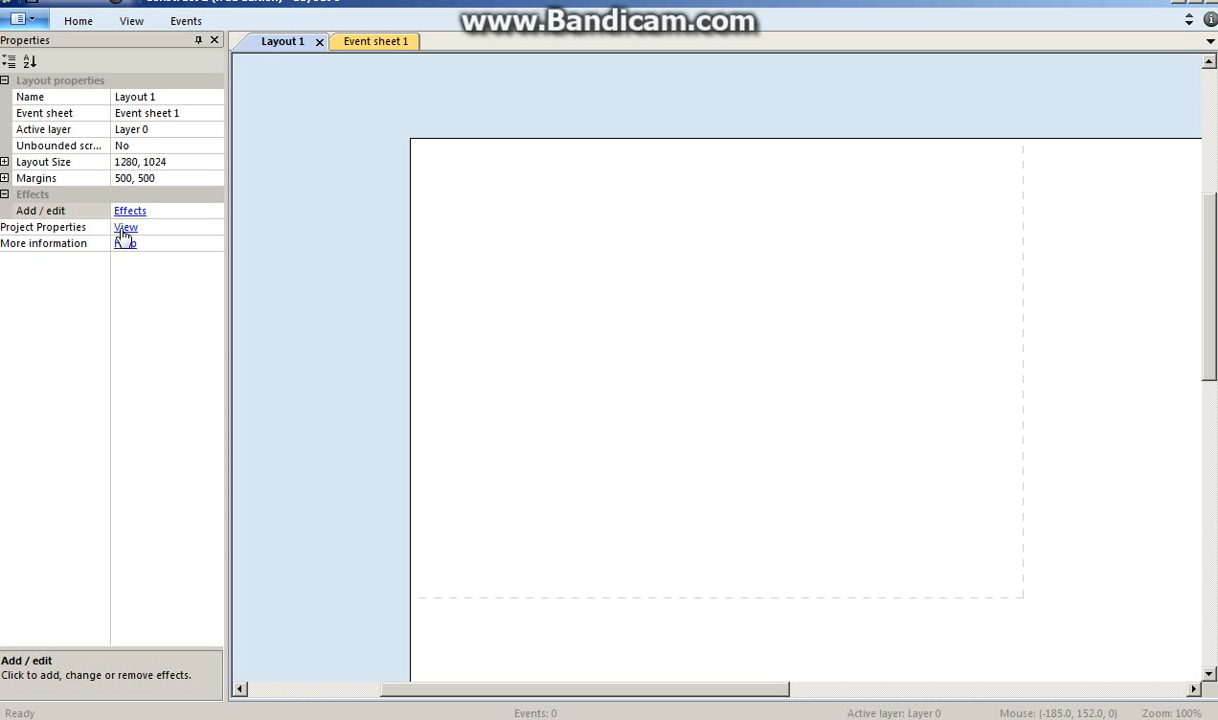 www.Bandicam.com
Home View Events
Properties
Layout 1 Event sheet 1
Layout properties
Name Layout 1
Event sheet Event sheet 1
Active layer Layer 0
Unbounded scr... No
Layout Size 1280, 1024
Margins 500, 500
Effects
Add / edit Effects
Project Properties View
More information
Add / edit
Click to add, change or remove effects.
Ready Events: 0 Active layer: Layer 0 Mouse: (-185.0, 152.0, 0) Zoom: 100%